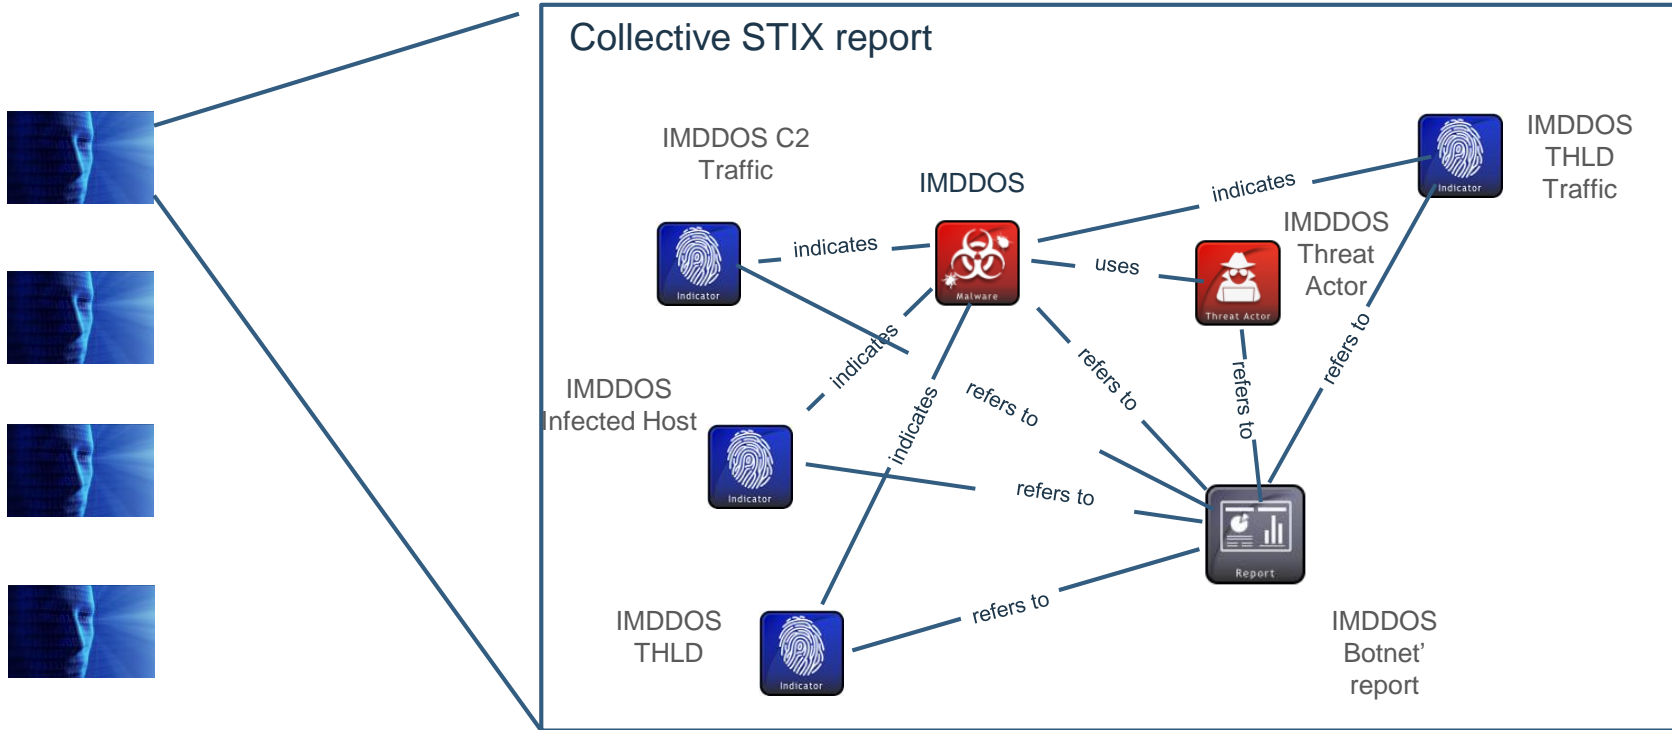 Collective STIX report
IMDDOS C2
Traffic
IMDDOS
IMDDOS
THLD
Traffic
Indicator
indicates
Indicator
indicates
Malware
uses
IMDDOS
Threat
Actor
Threat Actor
indicates
refers to
refers to
refers to
refers to
IMDDOS
Infected Host
indicates
Indicator
refers to
Report
IMDDOS
THLD
Indicator
refers to
IMDDOS
Botnet’
report